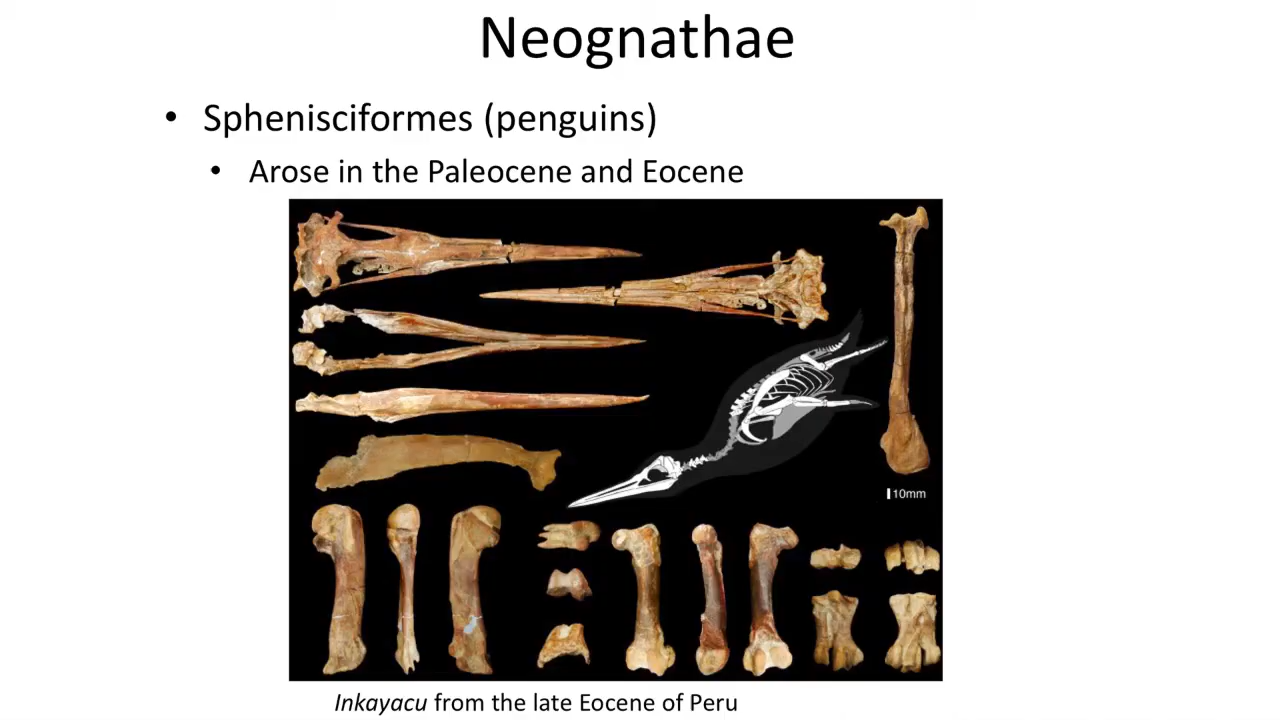 Neognathae
• Sphenisciformes (penguins)
• Arose in the Paleocene and Eocene
10mm
Inkayacu from the late Eocene of Peru